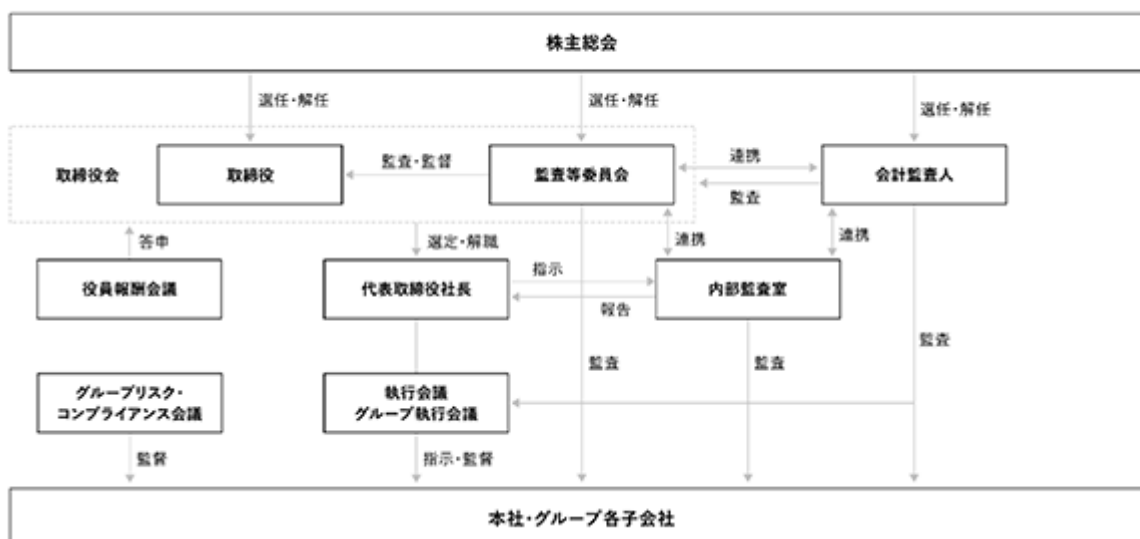 株主総会
選任・解任
選任・解任
選任・解任
取締役会
取締役
監査・監督
監査等委員会
連携
監査
会計監査人
答申
選定・解職
連携
連携
役員報酬会議
代表取締役社長
指示
報告
内部監査室
監査
監査
監査
グループリスク・
コンプライアンス会議
執行会議
グループ執行会議
監督
指示・監督
本社・グループ各子会社